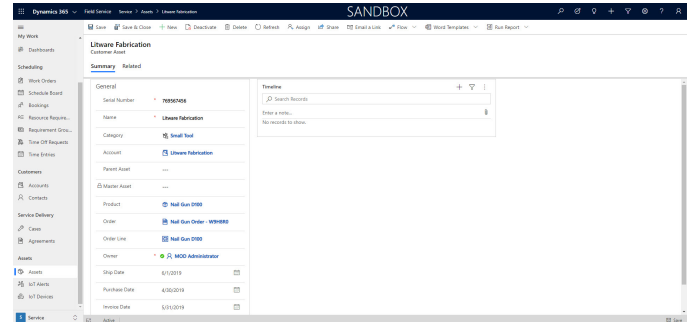 Dynamics 365
Field Service
Service > Assets > Litware Fabrication
SANDBOX
Save
Save & Close
New
Deactivate
Delete
Refresh
Assign
Share
Email a Link
Flow
Word Templates
Run Report
My Work
Dashboards
Scheduling
Work Orders
Schedule Board
Bookings
Resource Require...
Requirement Grou...
Time Off Requests
Time Entries
Customers
Accounts
Contacts
Service Delivery
Cases
Agreements
Assets
Assets
IoT Alerts
IoT Devices
S Service
Litware Fabrication
Customer Asset
Summary Related
General
Serial Number * 769567456
Name * Litware Fabrication
Category Small Tool
Account Litware Fabrication
Parent Asset ---
Master Asset ---
Product Nail Gun D100
Order Nail Gun Order - W9H8R0
Order Line Nail Gun D100
Owner * MOD Administrator
Ship Date 6/1/2019
Purchase Date 4/30/2019
Invoice Date 5/31/2019
Timeline
Search Records
Enter a note...
No records to show.
Active
Save